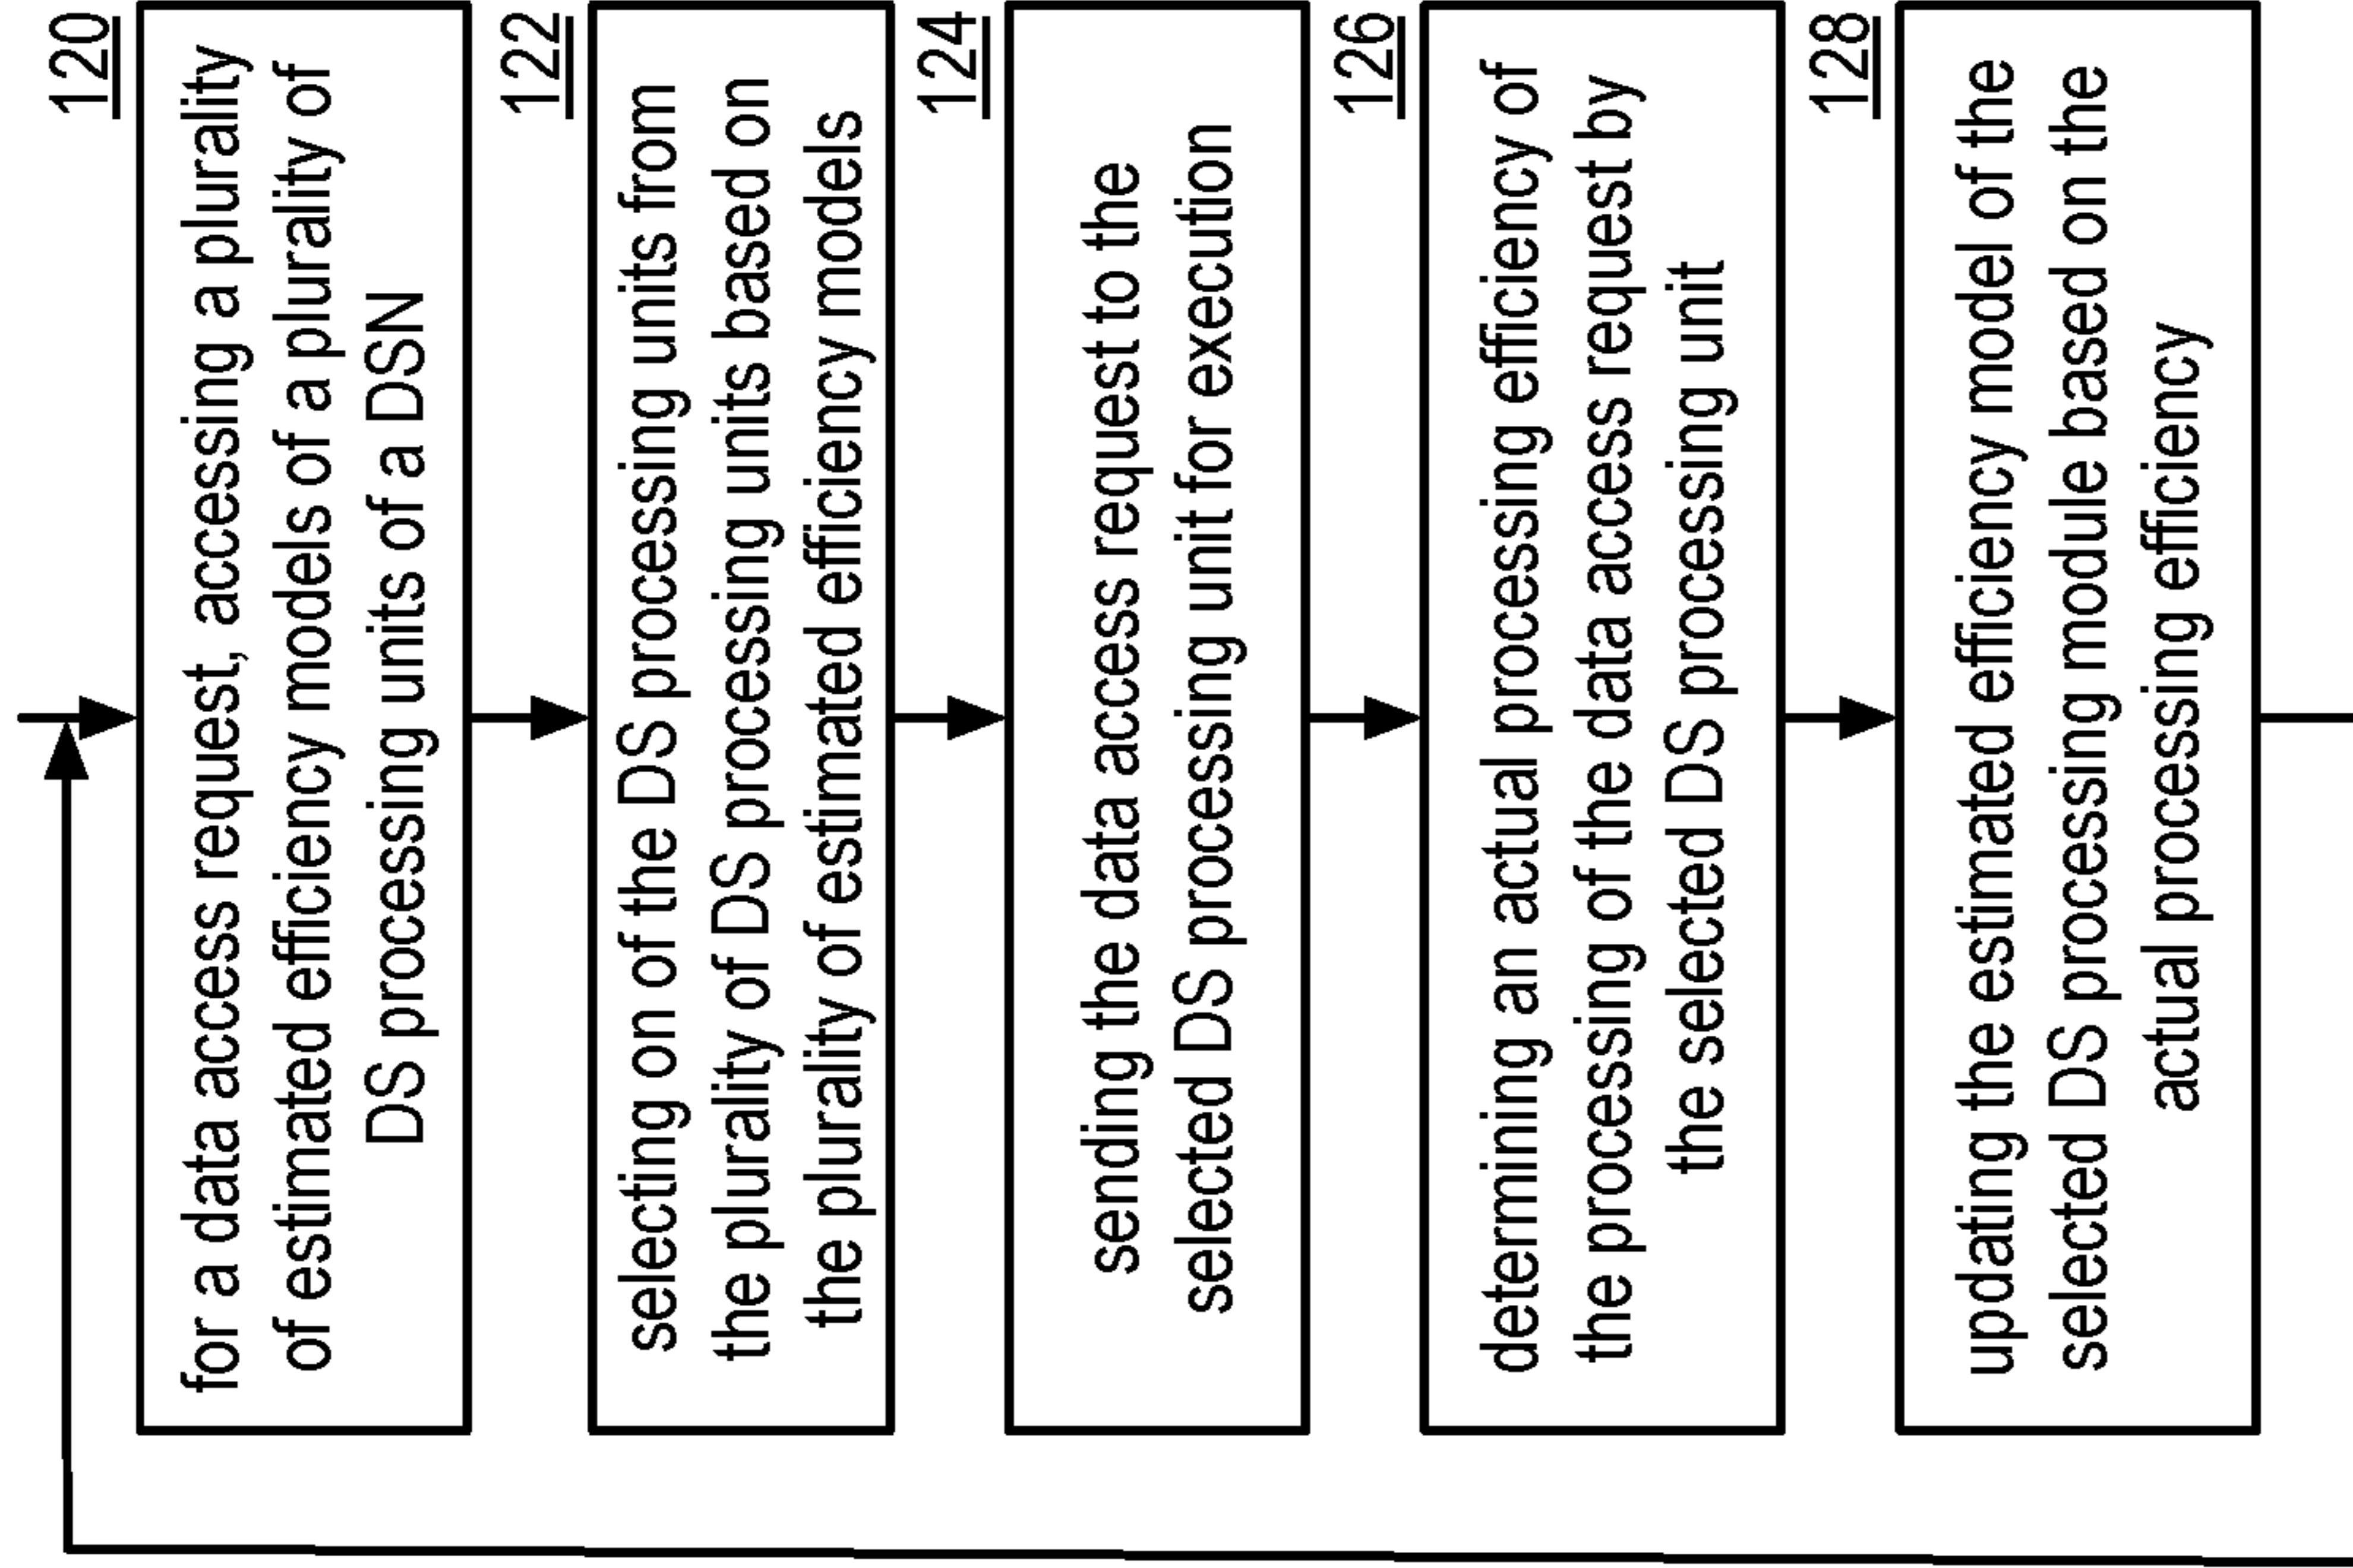 120
for a data access request, accessing a plurality
of estimated efficiency models of a plurality of
DS processing units of a DSN
122
selecting on of the DS processing units from
the plurality of DS processing units based on
the plurality of estimated efficiency models
124
sending the data access request to the
selected DS processing unit for execution
126
determining an actual processing efficiency of
the processing of the data access request by
the selected DS processing unit
128
updating the estimated efficiency model of the
selected DS processing module based on the
actual processing efficiency